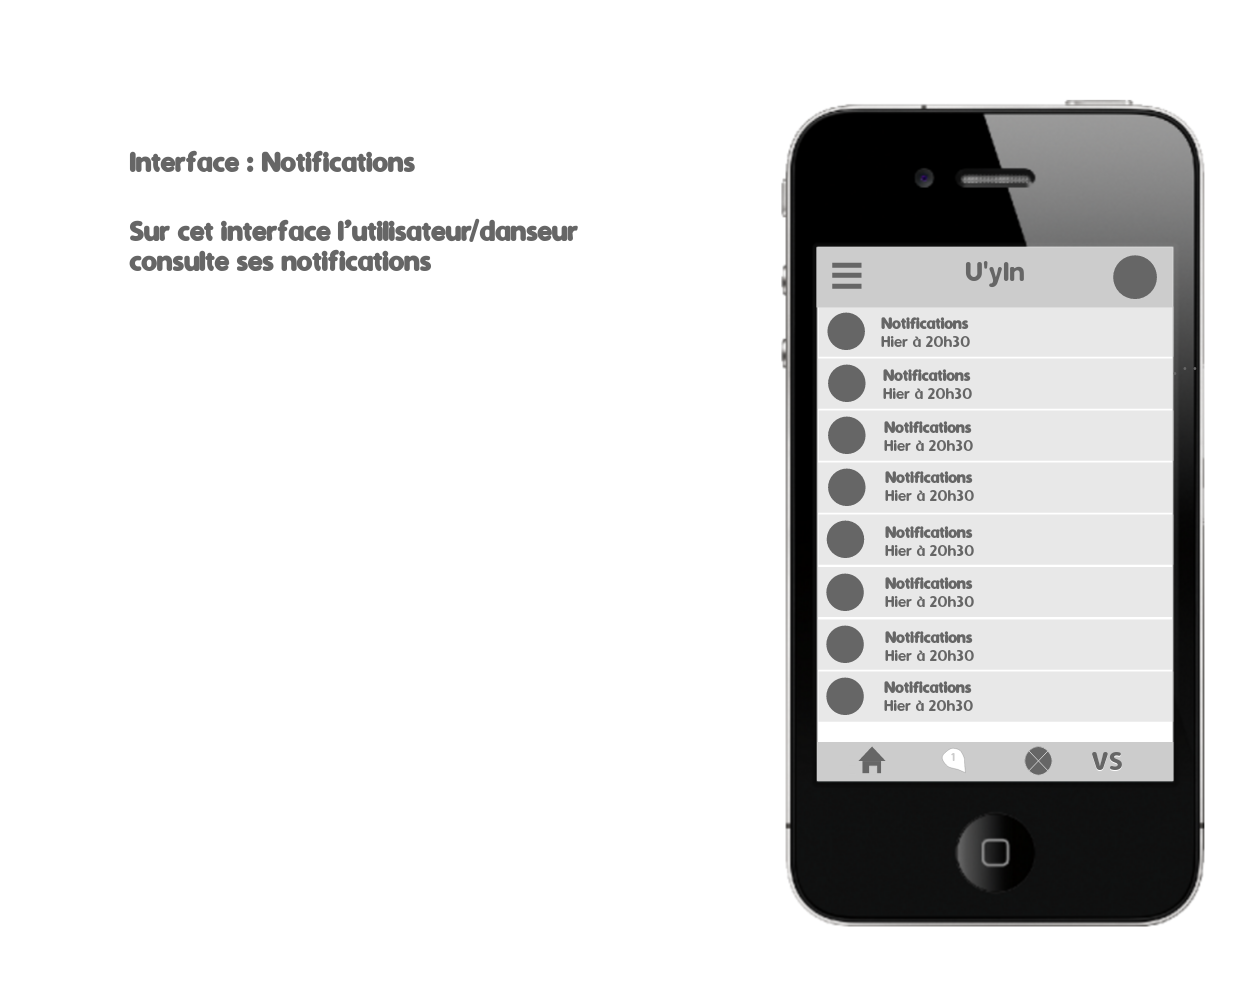 Interface : Notifications
Sur cet interface l'utilisateur/danseur
consulte ses notifications
U'yIn
Notifications
Hier à 20h30
Notifications
Hier à 20h30
Notifications
Hier à 20h30
Notifications
Hier à 20h30
Notifications
Hier à 20h30
Notifications
Hier à 20h30
Notifications
Hier à 20h30
Notifications
Hier à 20h30
1
VS